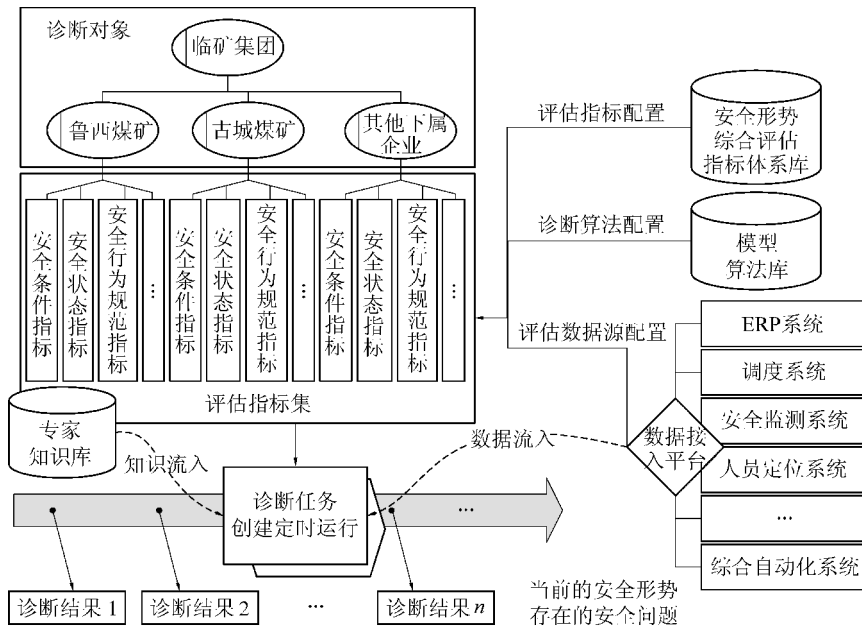 诊断对象
临矿集团
鲁西煤矿
古城煤矿
其他下属
企业
安全条件指标
安全状态指标
安全行为规范指标
⋮
安全条件指标
安全状态指标
安全行为规范指标
⋮
安全条件指标
安全状态指标
安全行为规范指标
⋮
评估指标集
评估指标配置
安全形势
综合评估
指标体系库
诊断算法配置
模型
算法库
评估数据源配置
ERP系统
调度系统
安全监测系统
人员定位系统
…
综合自动化系统
数据接
入平台
专家
知识库
知识流入
数据流入
诊断任务
创建定时运行
…
诊断结果1
诊断结果2
…
诊断结果n
当前的安全形势
存在的安全问题